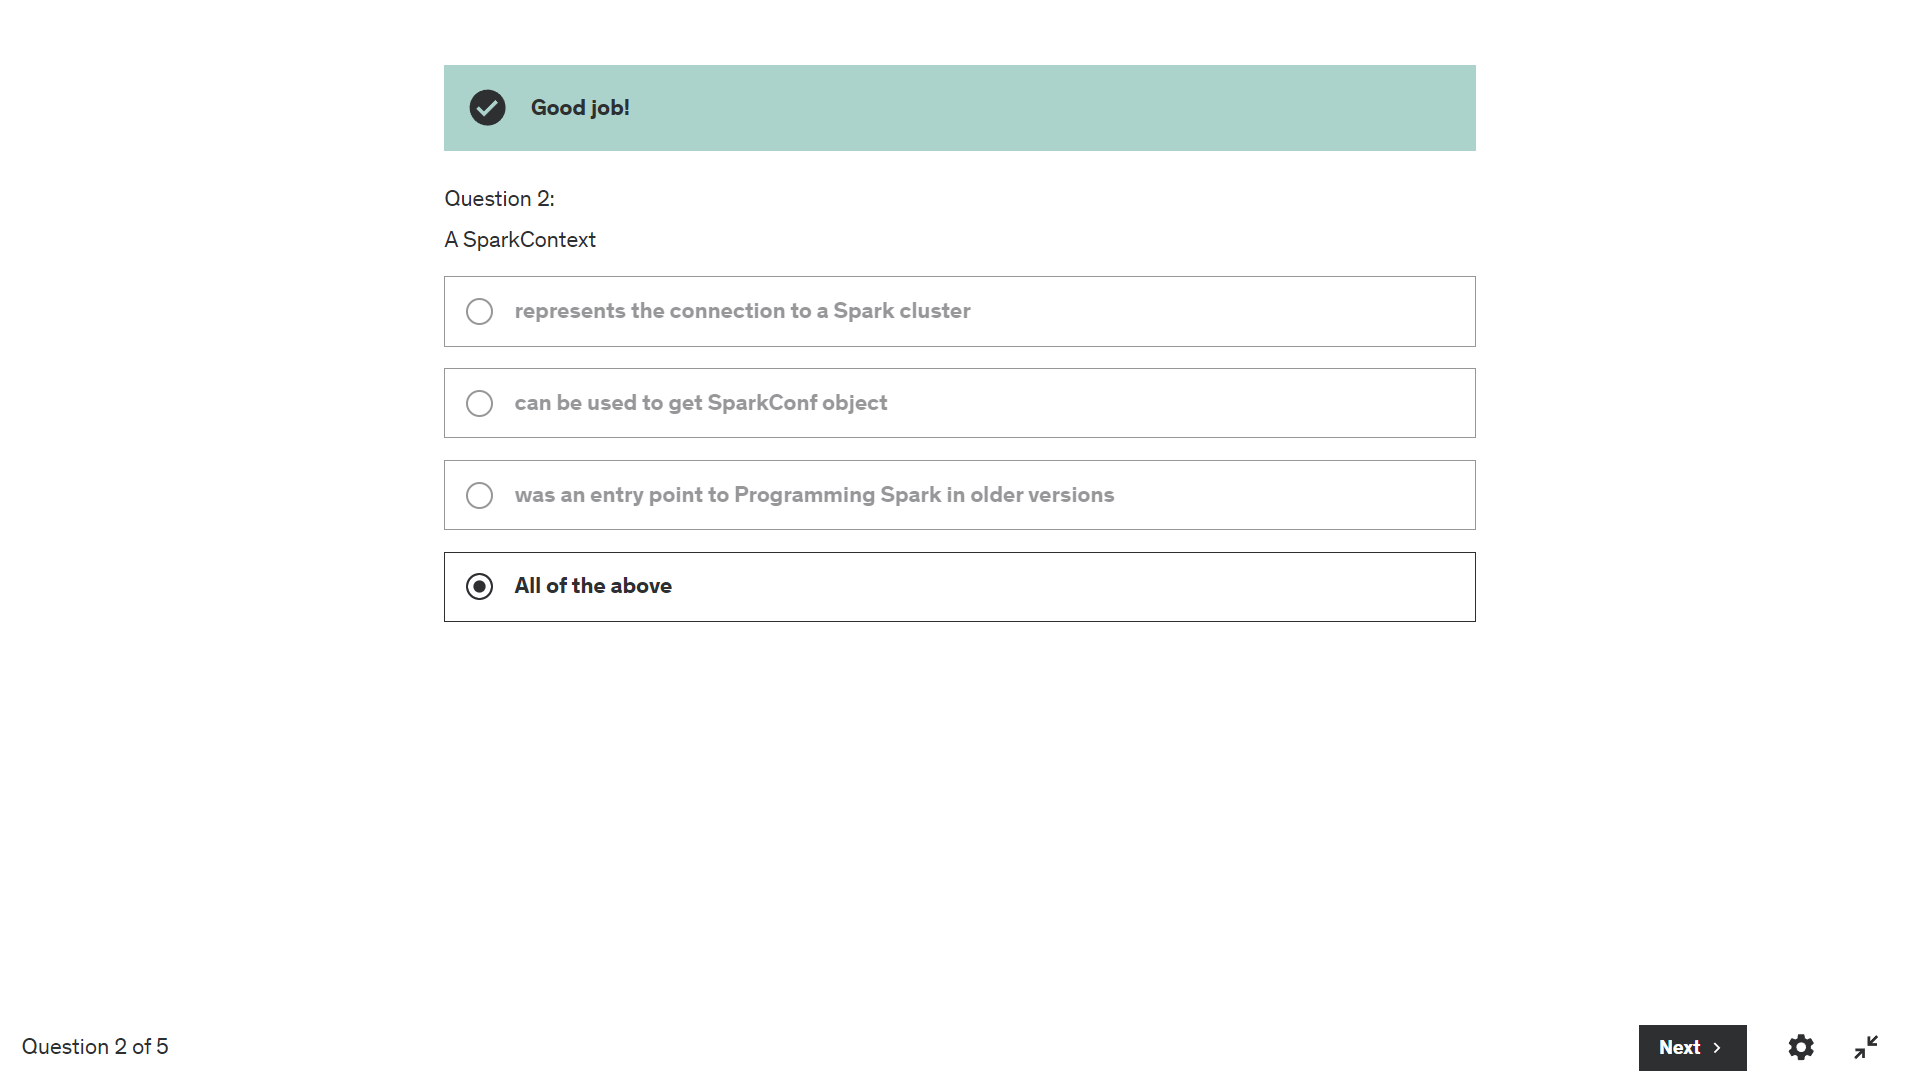 Good job!
Question 2:
A SparkContext
represents the connection to a Spark cluster
can be used to get SparkConf object
was an entry point to Programming Spark in older versions
All of the above
Question 2 of 5
Next